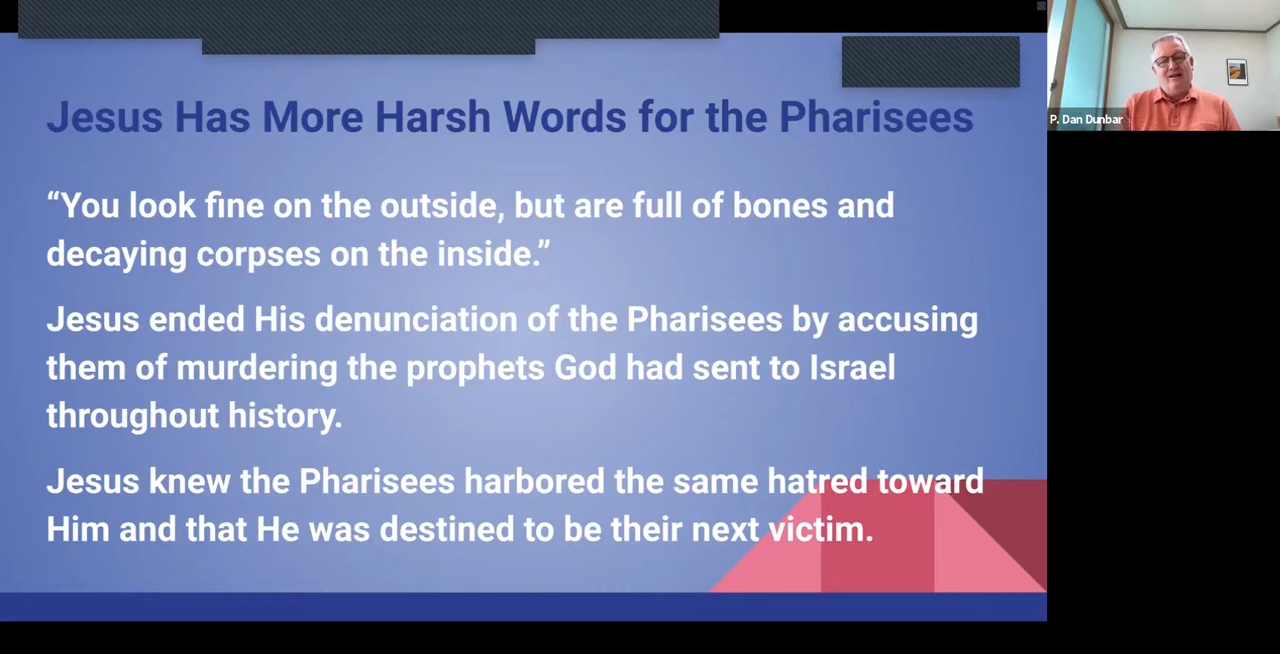 Jesus Has More Harsh Words for the Pharisees
“You look fine on the outside, but are full of bones and
decaying corpses on the inside.”
Jesus ended His denunciation of the Pharisees by accusing
them of murdering the prophets God had sent to Israel
throughout history.
Jesus knew the Pharisees harbored the same hatred toward
Him and that He was destined to be their next victim.
P. Dan Dunbar